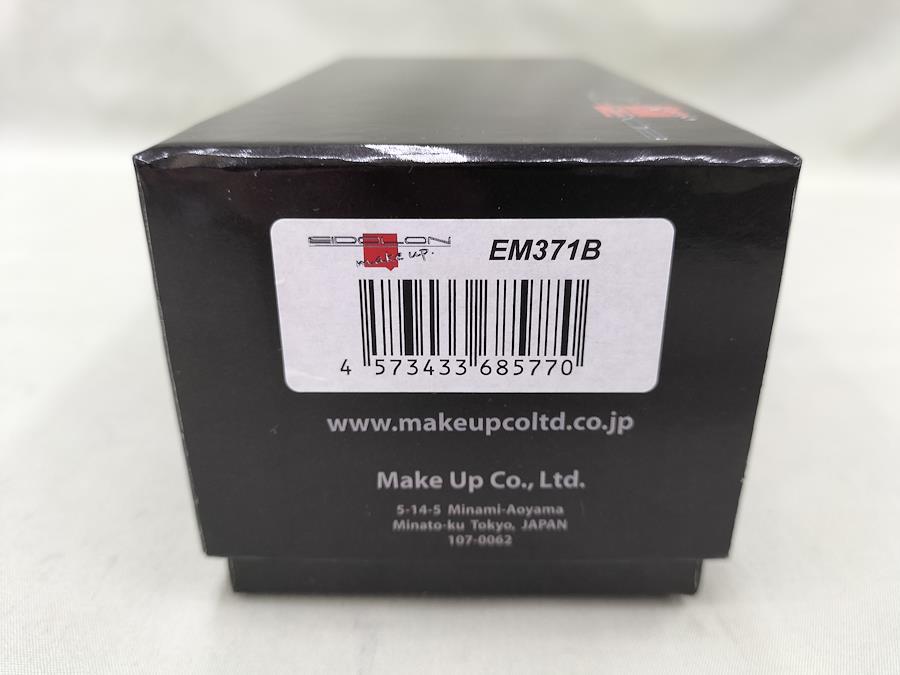 EIDOLON
make up.
EM371B
4 573433 685770
www.makeupcoltd.co.jp
Make Up Co., Ltd.
5-14-5 Minami-Aoyama
Minato-ku Tokyo, JAPAN
107-0062